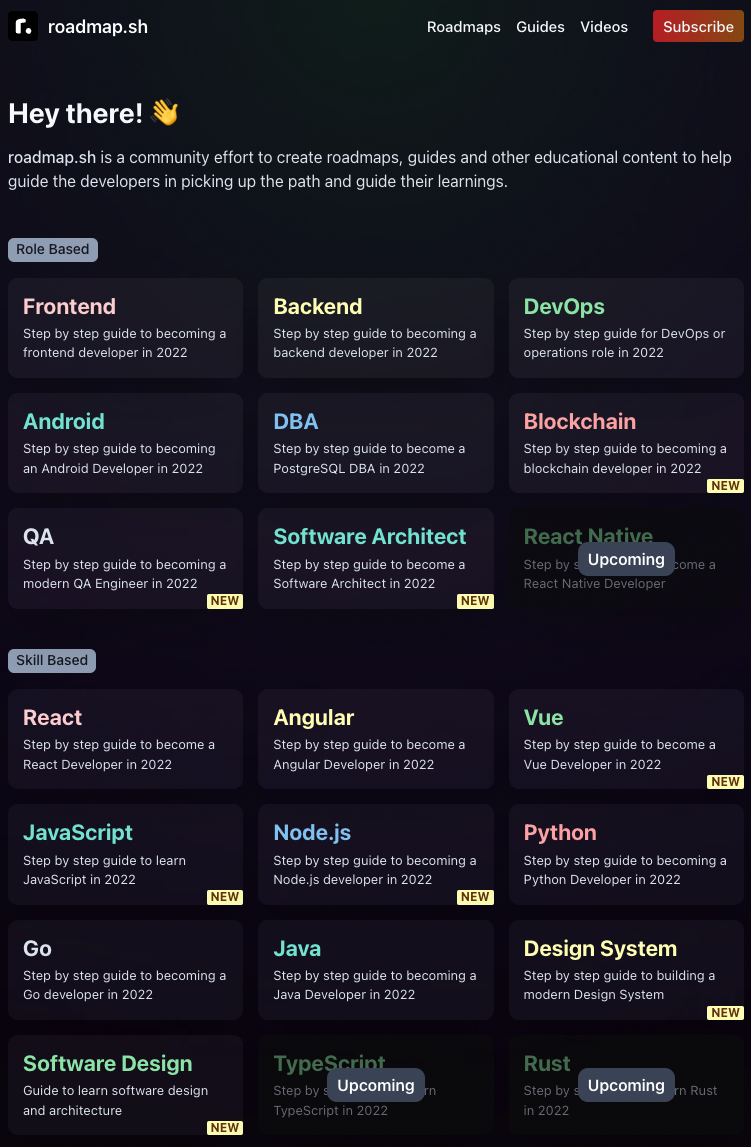 roadmap.sh
Roadmaps Guides Videos Subscribe
Hey there! 👋
roadmap.sh is a community effort to create roadmaps, guides and other educational content to help
guide the developers in picking up the path and guide their learnings.
Role Based
Frontend
Step by step guide to becoming a
frontend developer in 2022
Backend
Step by step guide to becoming a
backend developer in 2022
DevOps
Step by step guide for DevOps or
operations role in 2022
Android
Step by step guide to becoming
an Android Developer in 2022
DBA
Step by step guide to become a
PostgreSQL DBA in 2022
Blockchain
Step by step guide to becoming a
blockchain developer in 2022
NEW
QA
Step by step guide to becoming a
modern QA Engineer in 2022
NEW
Software Architect
Step by step guide to become a
Software Architect in 2022
NEW
React Native
Upcoming
Step by a
React Native Developer
Skill Based
React
Step by step guide to become a
React Developer in 2022
Angular
Step by step guide to become a
Angular Developer in 2022
Vue
Step by step guide to become a
Vue Developer in 2022
NEW
JavaScript
Step by step guide to learn
JavaScript in 2022
NEW
Node.js
Step by step guide to becoming a
Node.js developer in 2022
NEW
Python
Step by step guide to becoming a
Python Developer in 2022
Go
Step by step guide to becoming a
Go developer in 2022
Java
Step by step guide to becoming a
Java Developer in 2022
Design System
Step by step guide to building a
modern Design System
NEW
Software Design
Guide to learn software design
and architecture
NEW
TypeScript
Upcoming
Step by
TypeScript in 2022
Rust
Upcoming
Step by Rust
in 2022